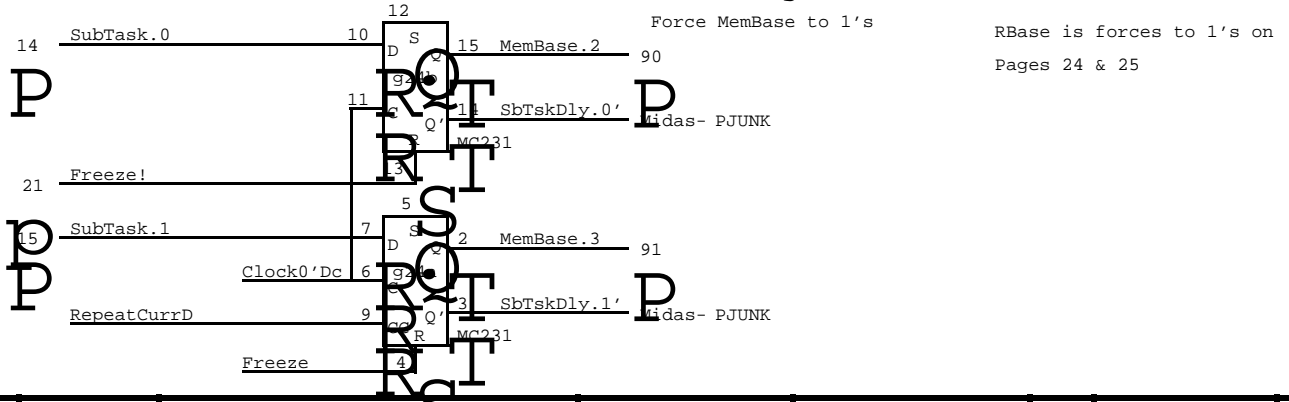 12
Force MemBase to 1's
RBase is forces to 1's on
Pages 24 & 25
14 SubTask.0 10 D S Q 15 MemBase.2 90
P
11 C Q' 14 SbTskDly.0' P
Midas- PJUNK
R MC231
13
21 Freeze!
5
15 SubTask.1 7 D S Q 2 MemBase.3 91
P
P
Clock0'Dc 6
RepeatCurrD 9 CC Q' 3 SbTskDly.1' P
Midas- PJUNK
R MC231
Freeze 4